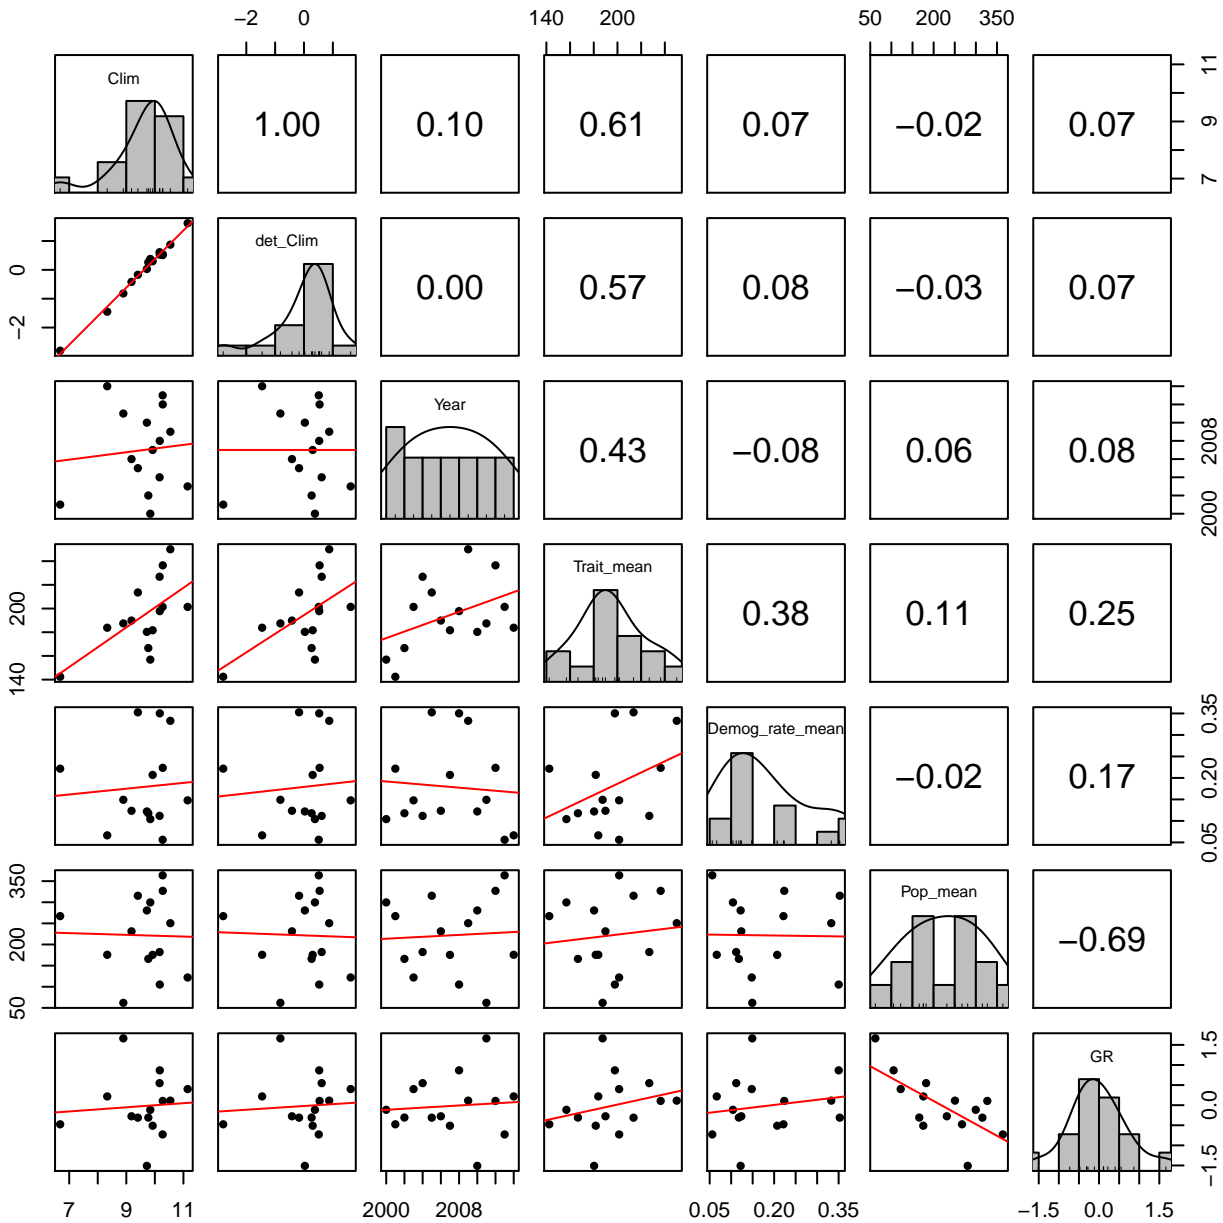 −2 0 140 200 50 200 350
Clim 1.00 0.10 0.61 0.07 −0.02 0.07 7 9 11
−2 0 det_Clim 0.00 0.57 0.08 −0.03 0.07
Year 0.43 −0.08 0.06 0.08 2000 2008
140 200 Trait_mean 0.38 0.11 0.25
Demog_rate_mean −0.02 0.17 0.05 0.20 0.35
50 200 350 Pop_mean −0.69
GR −1.5 0.0 1.5
7 9 11 2000 2008 0.05 0.20 0.35 −1.5 0.0 1.5